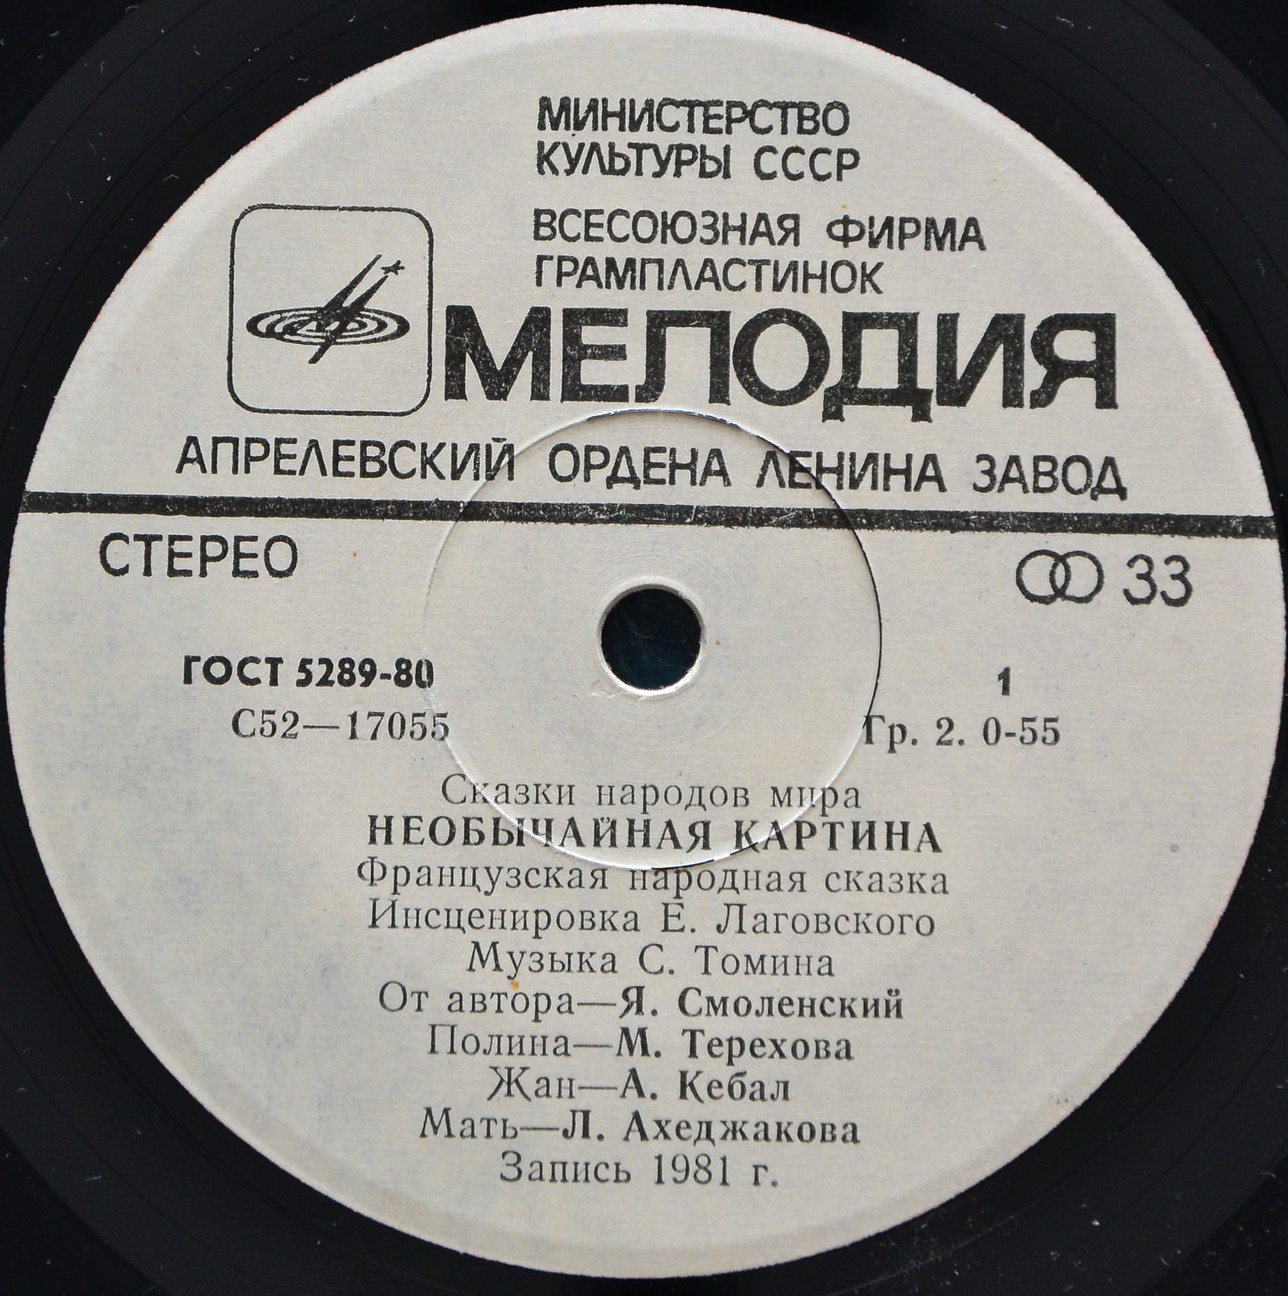 МИНИСТЕРСТВО
КУЛЬТУРЫ СССР
ВСЕСОЮЗНАЯ ФИРМА
ГРАМПЛАСТИНОК
МЕЛОДИЯ
АПРЕЛЕВСКИЙ ОРДЕНА ЛЕНИНА ЗАВОД
СТЕРЕО 33
ГОСТ 5289-80 1
С52—17055 Гр. 2. 0-55
Сказки народов мира
НЕОБЫЧАЙНАЯ КАРТИНА
Французская народная сказка
Инсценировка Е. Лаговского
Музыка С. Томина
От автора—Я. Смоленский
Полина—М. Терехова
Жан—А. Кебал
Мать—Л. Ахеджакова
Запись 1981 г.